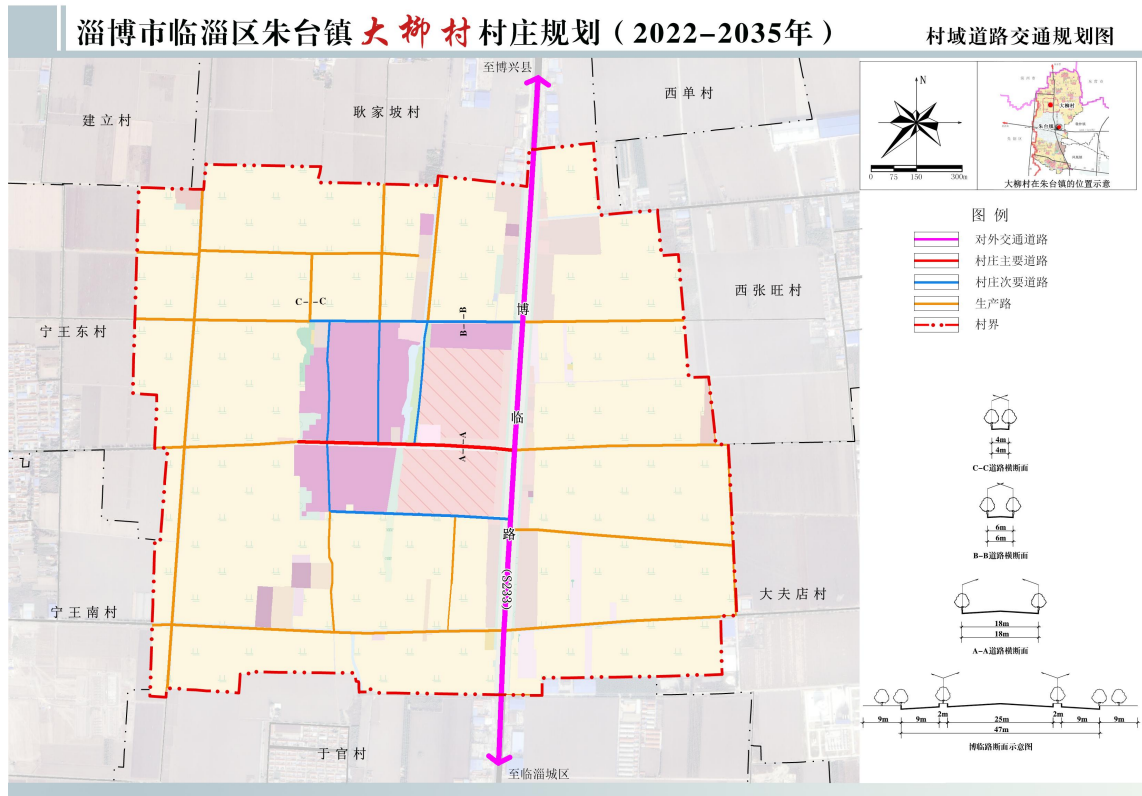 淄博市临淄区朱台镇大柳村村庄规划（2022-2035年）
村域道路交通规划图
至博兴县
西单村
耿家坡村
建立村
N
0 75 150 300m
大柳村
朱台镇
大柳村在朱台镇的位置示意
图 例
对外交通道路
村庄主要道路
村庄次要道路
生产路
村界
西张旺村
C--C
B--B
博
宁王东村
临
A--A
路
(S233)
大夫店村
宁王南村
于官村
至临淄城区
4m
4m
C-C道路横断面
6m
6m
B-B道路横断面
18m
18m
A-A道路横断面
9m 9m 2m 25m 2m 9m 9m
47m
博临路断面示意图